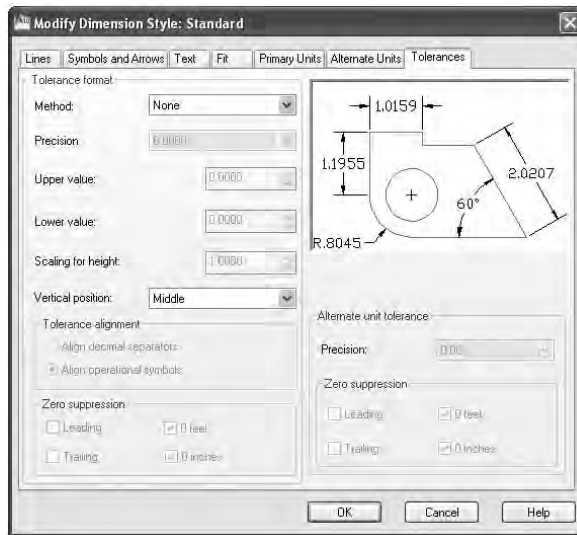 Modify Dimension Style: Standard
Lines Symbols and Arrows Text Fit Primary Units Alternate Units Tolerances
Tolerance format
Method: None
Precision 0.0000
Upper value: 0.0000
Lower value: 0.0000
Scaling for height: 1.0000
Vertical position: Middle
Tolerance alignment
Align decimal separators
Align operational symbols
Zero suppression
Leading 0 feet
Trailing 0 inches
1.0159
1.1955
2.0207
60°
R.8045
Alternate unit tolerance
Precision: 0.00
Zero suppression
Leading 0 feet
Trailing 0 inches
OK Cancel Help